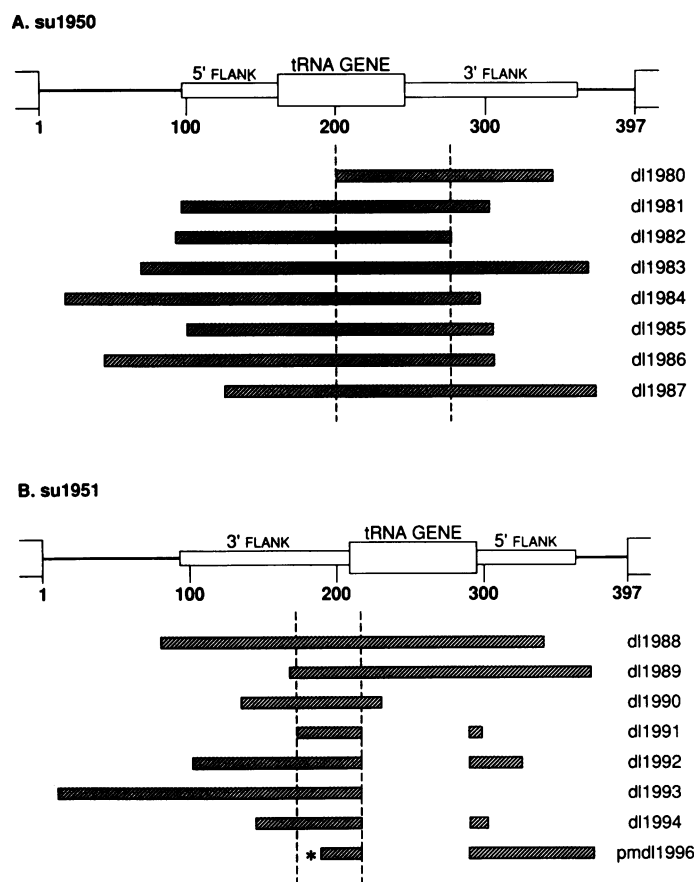 A. su1950
5' FLANK
tRNA GENE
3' FLANK
1 100 200 300 397
dl1980
dl1981
dl1982
dl1983
dl1984
dl1985
dl1986
dl1987
B. su1951
3' FLANK
tRNA GENE
5' FLANK
1 100 200 300 397
dl1988
dl1989
dl1990
dl1991
dl1992
dl1993
dl1994
* pmdl1996